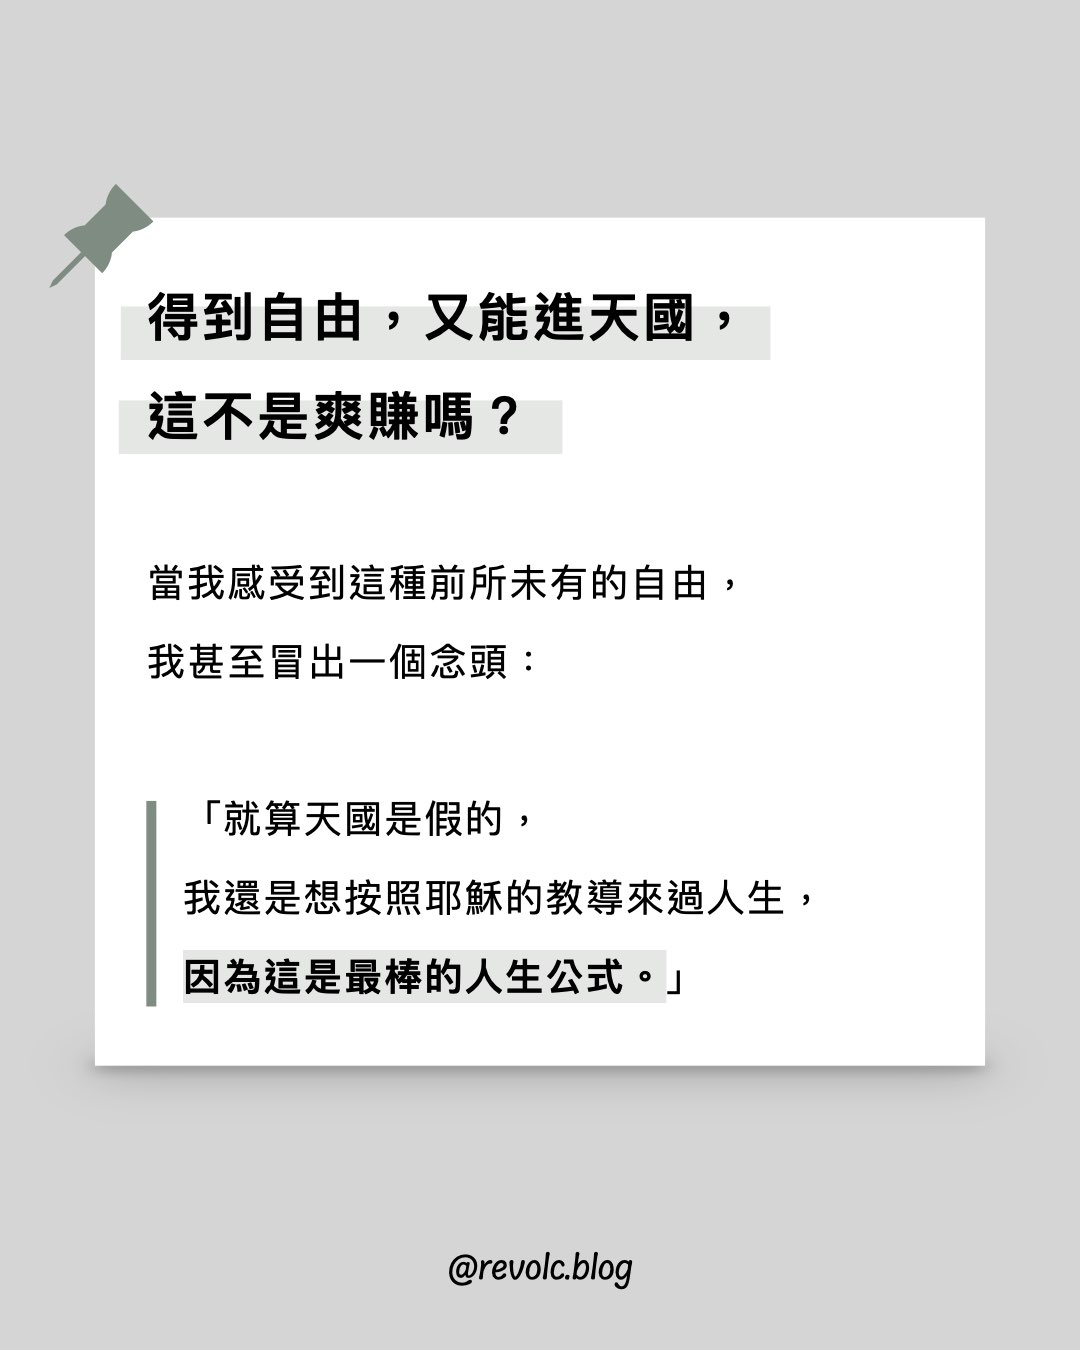 得到自由，又能進天國，
這不是爽賺嗎？
當我感受到這種前所未有的自由，
我甚至冒出一個念頭：
「就算天國是假的，
我還是想按照耶穌的教導來過人生，
因為這是最棒的人生公式。」
@revolc.blog